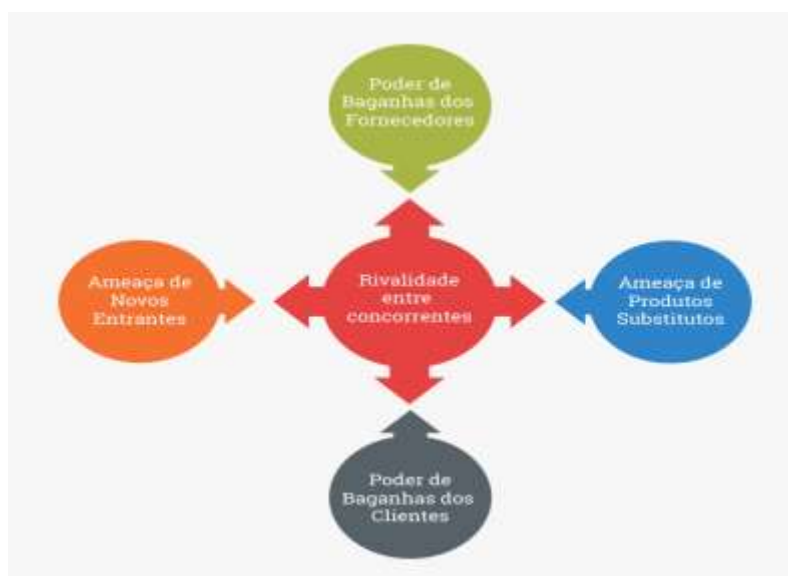 Poder de
Baganhas dos
Fornecedores
Ameaça de
Novos
Entrantes
Rivalidade
entre
concorrentes
Ameaça de
Produtos
Substitutos
Poder de
Baganhas dos
Clientes